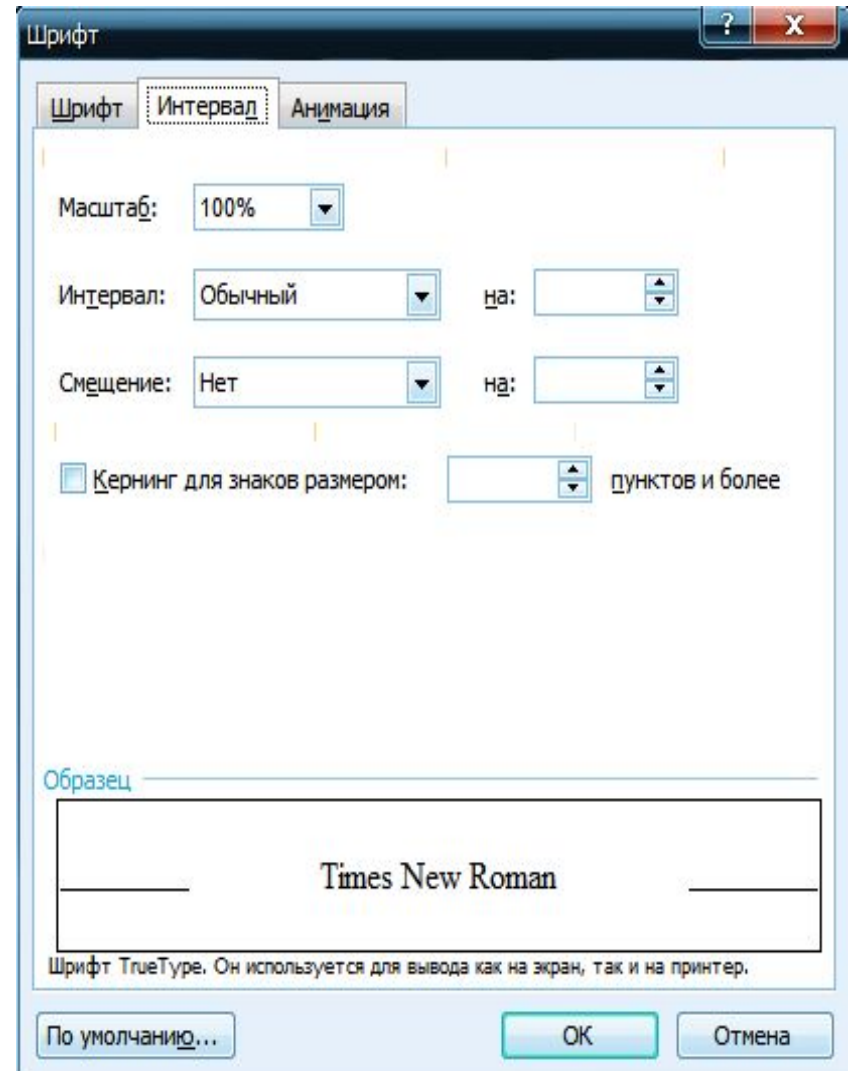 Шрифт
? X
Шрифт Интервал Анимация
Масштаб: 100%
Интервал: Обычный на:
Смещение: Нет на:
Кернинг для знаков размером: пунктов и более
Образец
Times New Roman
Шрифт TrueType. Он используется для вывода как на экран, так и на принтер.
По умолчанию... ОК Отмена